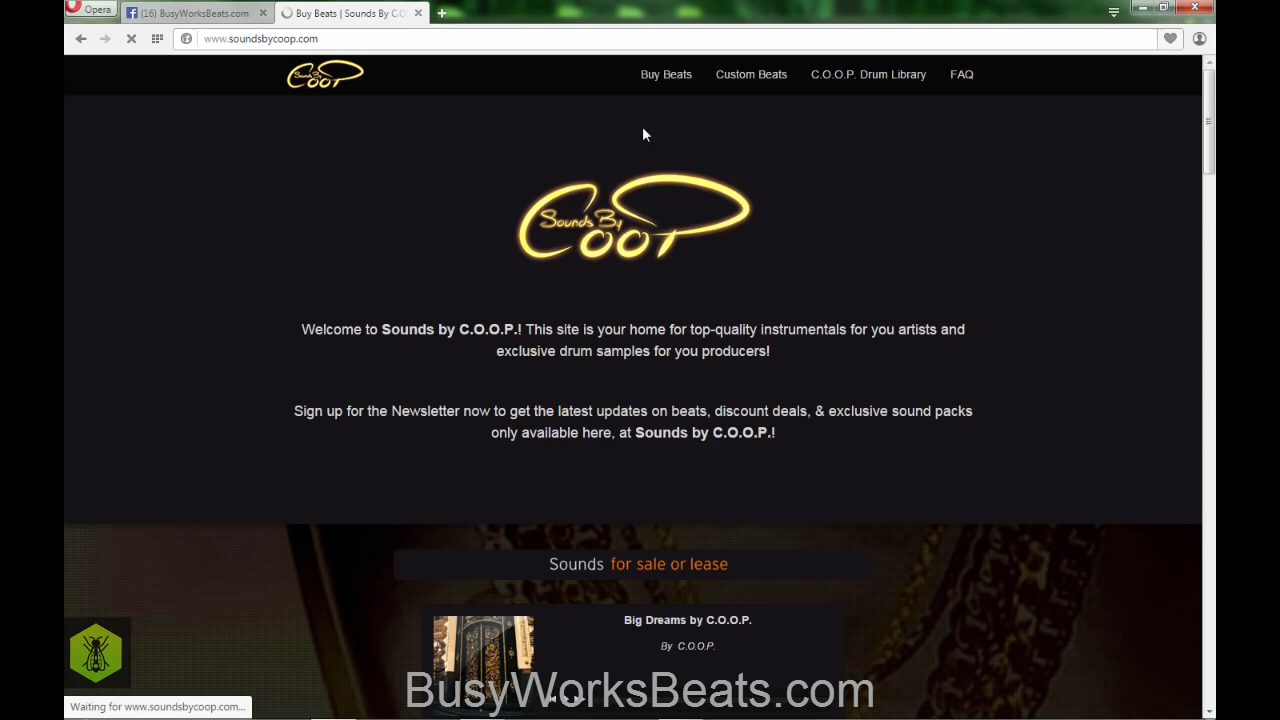 Opera
(16) BusyWorksBeats.com
Buy Beats | Sounds By C.O.
www.soundsbycoop.com
Sounds By
COOP
Buy Beats
Custom Beats
C.O.O.P. Drum Library
FAQ
Sounds By
COOP
Welcome to Sounds by C.O.O.P.! This site is your home for top-quality instrumentals for you artists and
exclusive drum samples for you producers!
Sign up for the Newsletter now to get the latest updates on beats, discount deals, & exclusive sound packs
only available here, at Sounds by C.O.O.P.!
Sounds for sale or lease
Big Dreams by C.O.O.P.
By C.O.O.P.
BusyWorksBeats.com
Waiting for www.soundsbycoop.com...